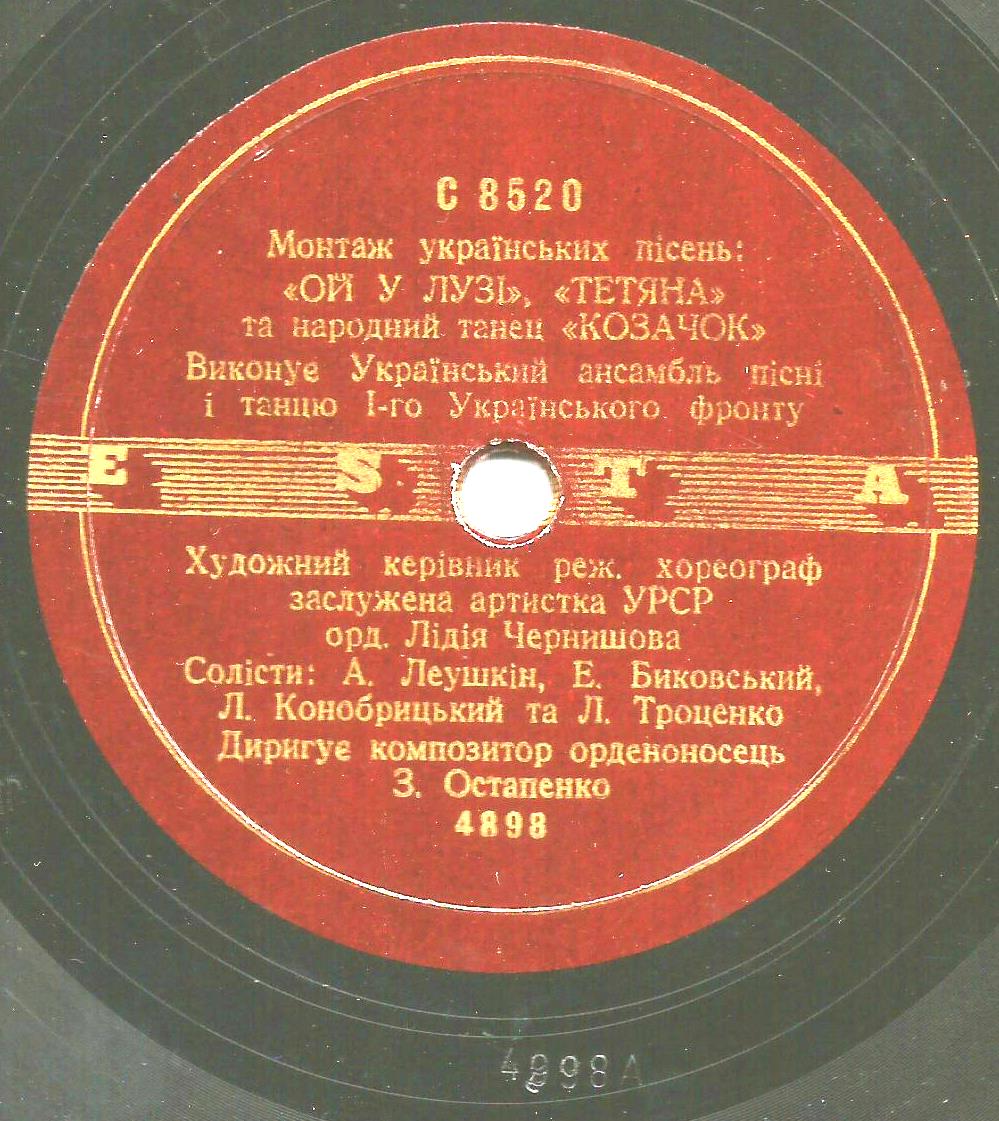 С 8520
Монтаж українських пісень:
«ОЙ У ЛУЗІ», «ТЕТЯНА»
та народний танец «КОЗАЧОК»
Виконує Український ансамбль пісні
і танцю І-го Українського фронту
E S T A
Художний керівник реж. хореограф
заслужена артистка УРСР
орд. Лідія Чернишова
Солісти: А. Леушкін, Е. Биковський,
Л. Конобрицький та Л. Троценко
Диригує композитор орденоносець
З. Остапенко
4898
4898A